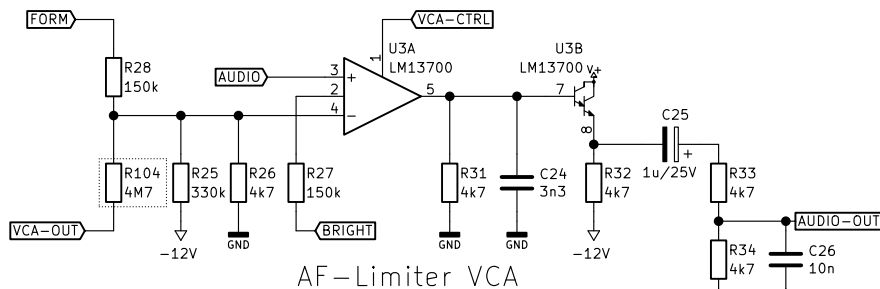 FORM
VCA-CTRL
R28
150k
AUDIO
1
U3A
LM13700
3
2
4
+
-
5
U3B
LM13700
V+
7
8
C25
1u/25V
+
R104
4M7
R25
330k
R26
4k7
R27
150k
R31
4k7
C24
3n3
R32
4k7
R33
4k7
VCA-OUT
-12V
GND
BRIGHT
GND
GND
-12V
AUDIO-OUT
R34
4k7
C26
10n
AF-Limiter VCA